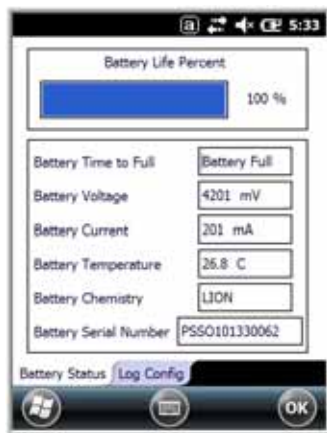 a 5:33
Battery Life Percent
100 %
Battery Time to Full Battery Full
Battery Voltage 4201 mV
Battery Current 201 mA
Battery Temperature 26.8 C
Battery Chemistry LION
Battery Serial Number PSSO101330062
Battery Status Log Config
OK